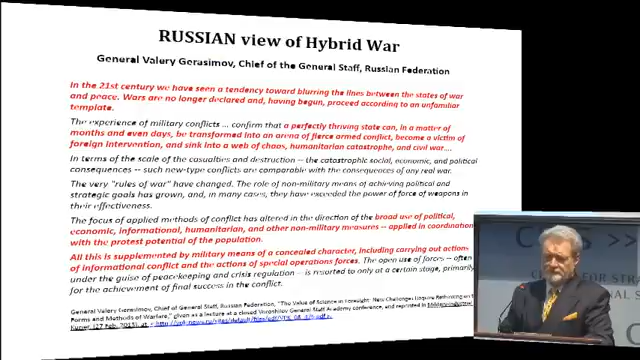 RUSSIAN view of Hybrid War
General Valery Gerasimov, Chief of the General Staff, Russian Federation
In the 21st century we have seen a tendency toward blurring the lines between the states of war
and peace. Wars are no longer declared and, having begun, proceed according to an unfamiliar
template.
The experience of military conflicts ... confirm that a perfectly thriving state can, in a matter of
months and even days, be transformed into an arena of fierce armed conflict, become a victim of
foreign intervention, and sink into a web of chaos, humanitarian catastrophe, and civil war....
In terms of the scale of the casualties and destruction -- the catastrophic social, economic, and political
consequences -- such new-type conflicts are comparable with the consequences of any real war.
The very "rules of war" have changed. The role of non-military means of achieving political and
strategic goals has grown, and, in many cases, they have exceeded the power of force of weapons in
their effectiveness.
The focus of applied methods of conflict has altered in the direction of the broad use of political,
economic, informational, humanitarian, and other non-military measures -- applied in coordination
with the protest potential of the population.
All this is supplemented by military means of a concealed character, including carrying out actions
of informational conflict and the actions of special operations forces. The open use of forces -- often
under the guise of peace-keeping and crisis regulation -- is resorted to only at a certain stage, primarily
for the achievement of final success in the conflict.
General Valery Gerasimov, Chief of General Staff, Russian Federation, "The Value of Science in Foresight: New Challenges Require Rethinking on the
Forms and Methods of Warfare," given as a lecture at a closed Voroshilov General Staff Academy conference, and reprinted in
(27 Feb, 2013), at
CSIS